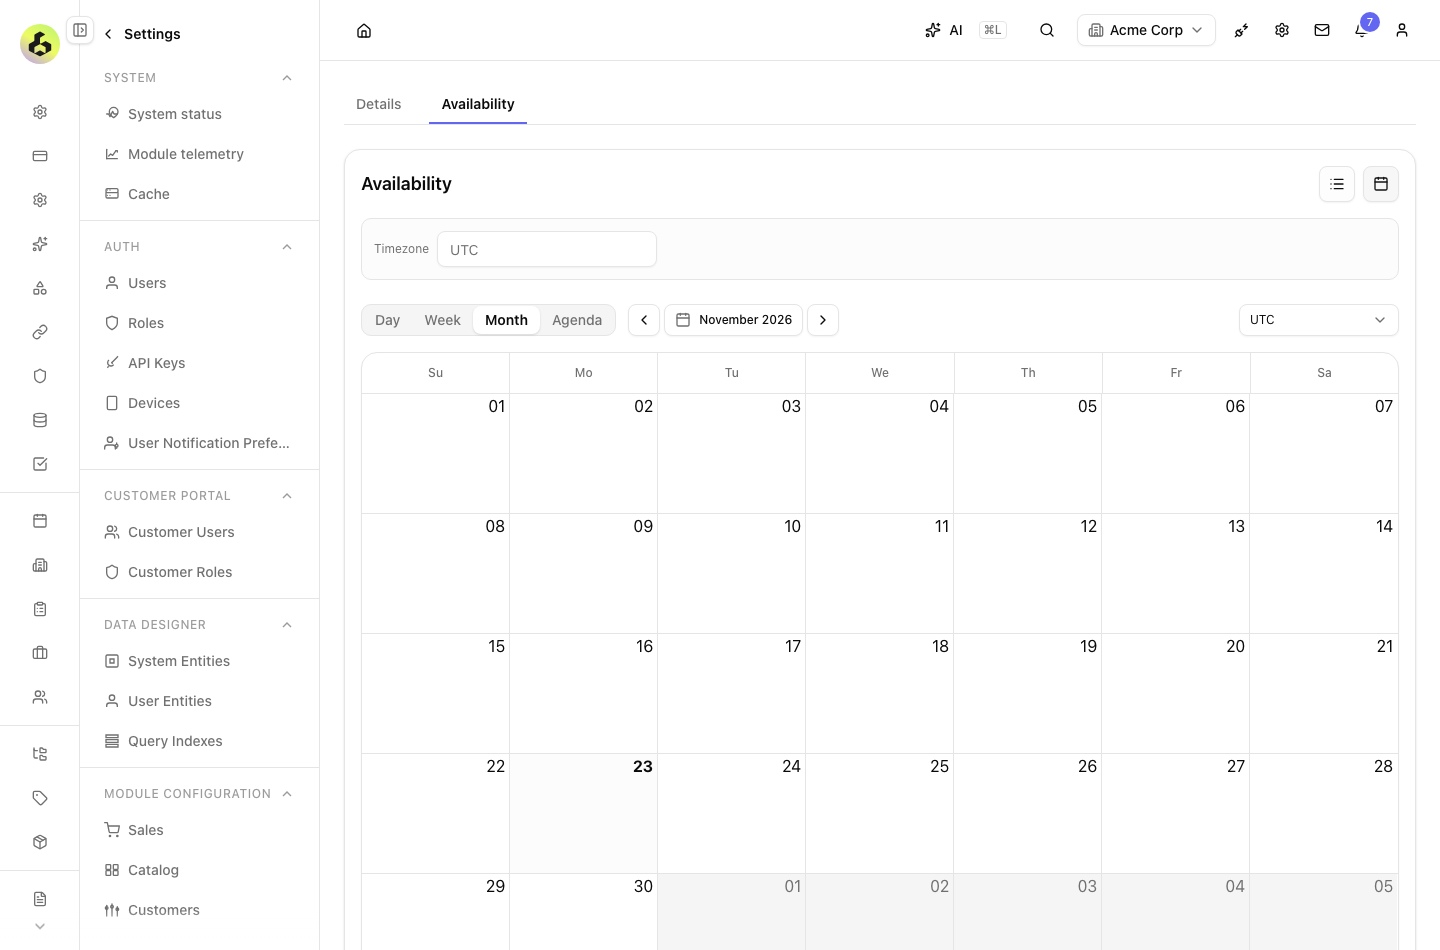 Settings
AI ⌘L
Acme Corp
7
SYSTEM
System status
Module telemetry
Cache
AUTH
Users
Roles
API Keys
Devices
User Notification Prefe...
CUSTOMER PORTAL
Customer Users
Customer Roles
DATA DESIGNER
System Entities
User Entities
Query Indexes
MODULE CONFIGURATION
Sales
Catalog
Customers
Details Availability
Availability
Timezone UTC
Day Week Month Agenda November 2026 UTC
Su Mo Tu We Th Fr Sa
01 02 03 04 05 06 07
08 09 10 11 12 13 14
15 16 17 18 19 20 21
22 23 24 25 26 27 28
29 30 01 02 03 04 05